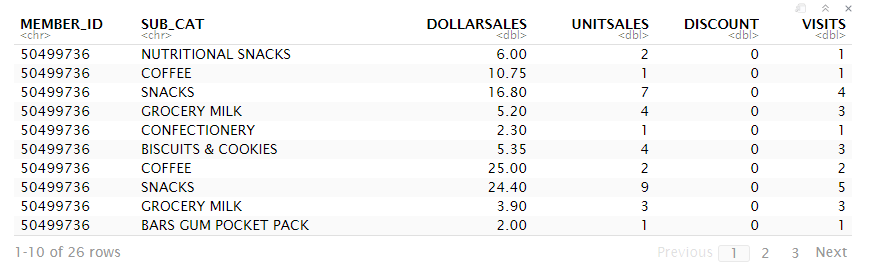 MEMBER_ID SUB_CAT DOLLARSALES UNITSALES DISCOUNT VISITS
<chr> <chr> <dbl> <dbl> <dbl> <dbl>
50499736 NUTRITIONAL SNACKS 6.00 2 0 1
50499736 COFFEE 10.75 1 0 1
50499736 SNACKS 16.80 7 0 4
50499736 GROCERY MILK 5.20 4 0 3
50499736 CONFECTIONERY 2.30 1 0 1
50499736 BISCUITS & COOKIES 5.35 4 0 3
50499736 COFFEE 25.00 2 0 2
50499736 SNACKS 24.40 9 0 5
50499736 GROCERY MILK 3.90 3 0 3
50499736 BARS GUM POCKET PACK 2.00 1 0 1
1-10 of 26 rows Previous 1 2 3 Next